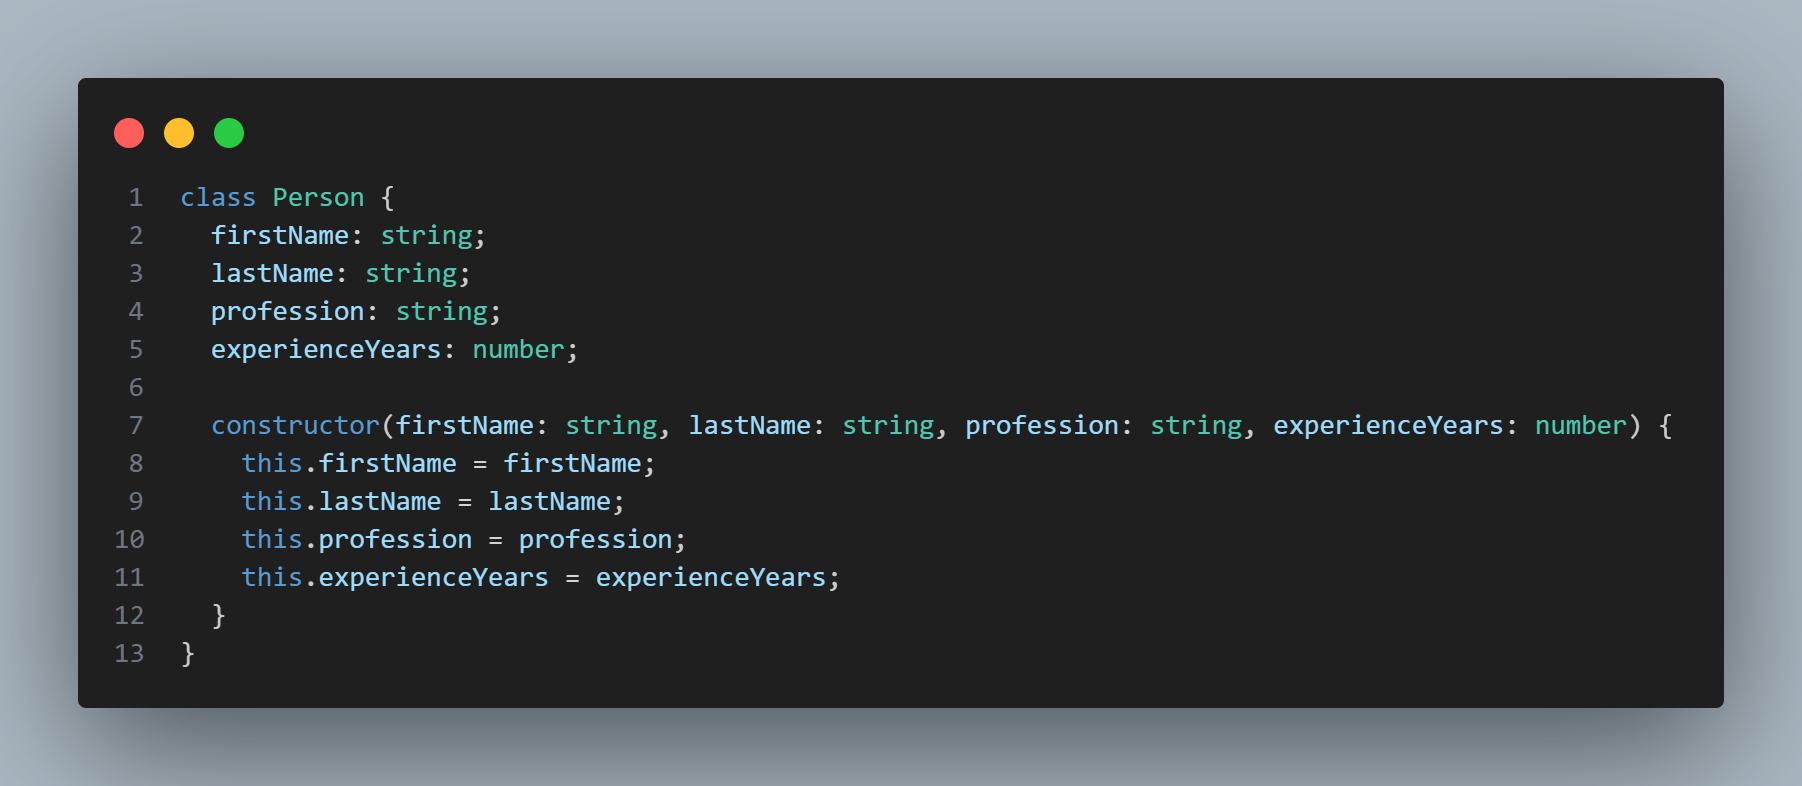 1 class Person {
2   firstName: string;
3   lastName: string;
4   profession: string;
5   experienceYears: number;
6
7   constructor(firstName: string, lastName: string, profession: string, experienceYears: number) {
8     this.firstName = firstName;
9     this.lastName = lastName;
10     this.profession = profession;
11     this.experienceYears = experienceYears;
12   }
13 }